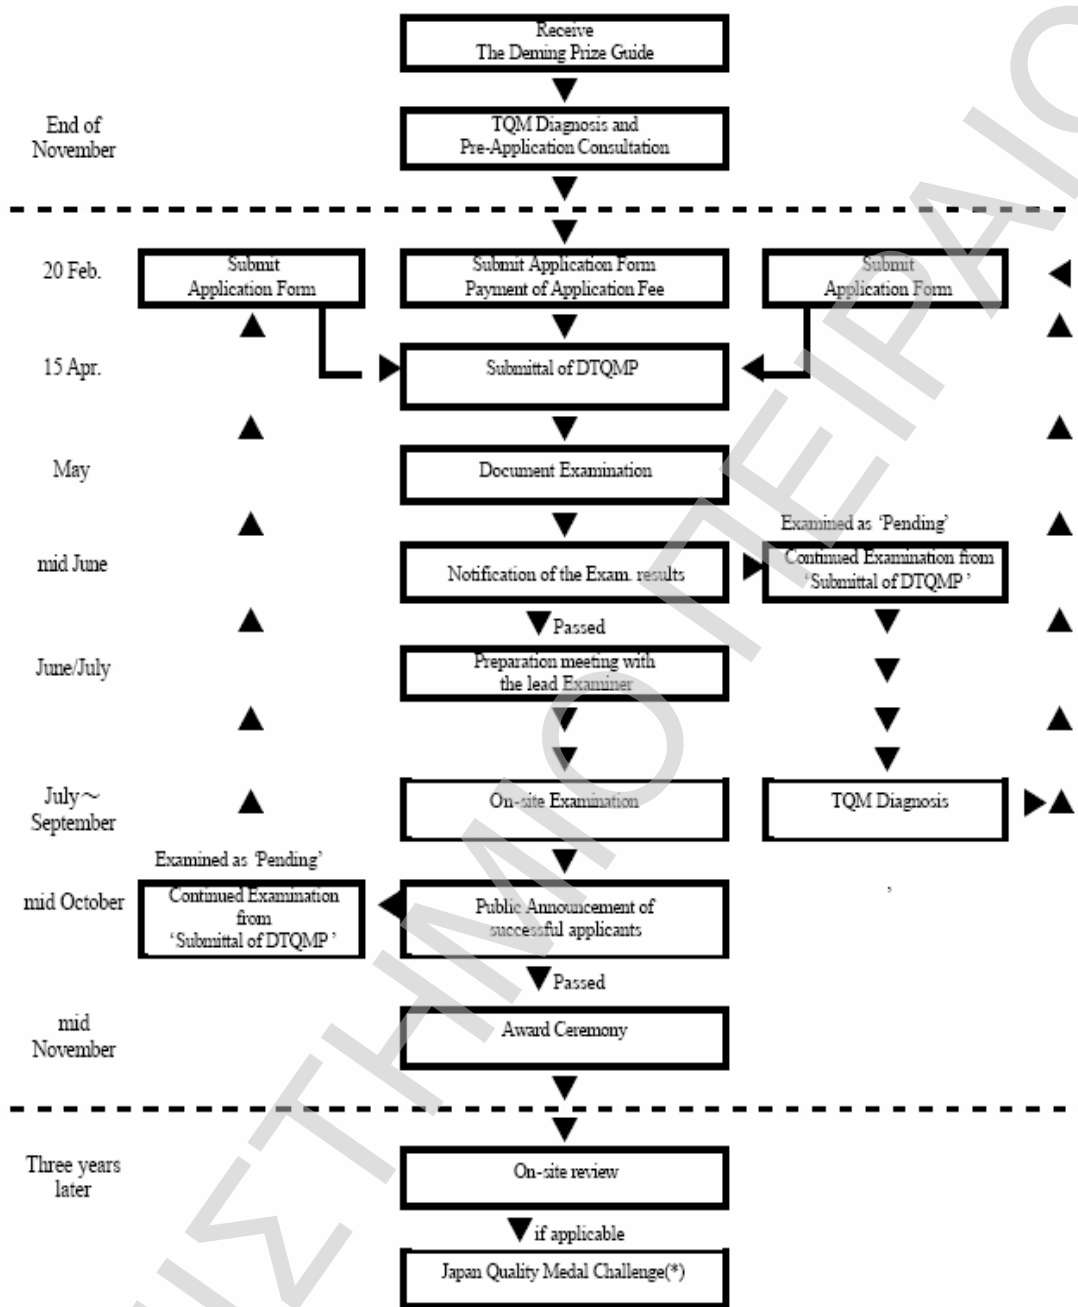 Receive
The Deming Prize Guide
End of
November
TQM Diagnosis and
Pre-Application Consultation
20 Feb.
Submit
Application Form
Submit Application Form
Payment of Application Fee
Submit
Application Form
15 Apr.
Submittal of DTQMP
May
Document Examination
Examined as ‘Pending’
mid June
Notification of the Exam. results
Continued Examination from
‘Submittal of DTQMP ’
Passed
June/July
Preparation meeting with
the lead Examiner
July～
September
On-site Examination
TQM Diagnosis
Examined as ‘Pending’
mid October
Continued Examination
from
‘Submittal of DTQMP ’
Public Announcement of
successful applicants
’
Passed
mid
November
Award Ceremony
Three years
later
On-site review
if applicable
Japan Quality Medal Challenge(*)
ΙΣΤΗΜΙΟ ΠΕΙΡΑΙΩ